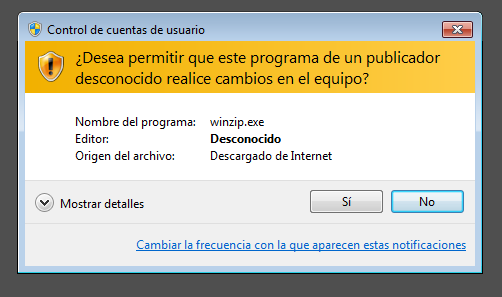 Control de cuentas de usuario
¿Desea permitir que este programa de un publicador
desconocido realice cambios en el equipo?
Nombre del programa: winzip.exe
Editor: Desconocido
Origen del archivo: Descargado de Internet
Mostrar detalles
Sí
No
Cambiar la frecuencia con la que aparecen estas notificaciones